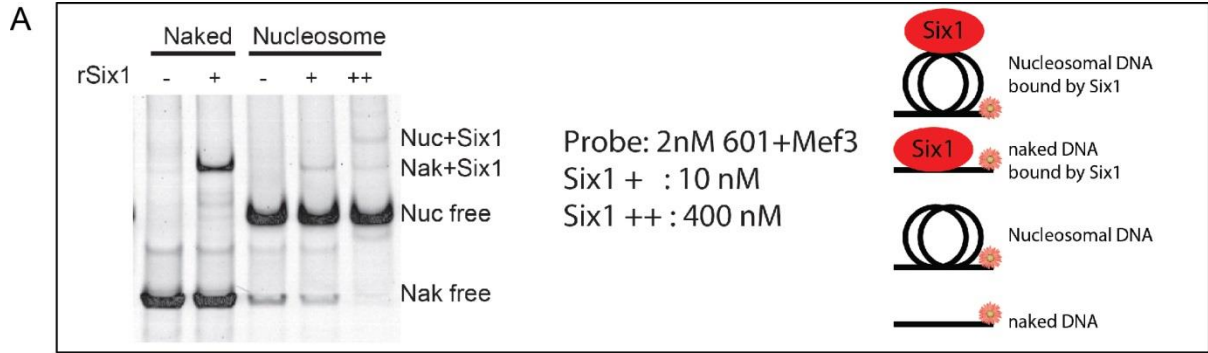 A
Naked Nucleosome
rSix1 - + - + ++
Nuc+Six1
Nak+Six1
Nuc free
Nak free
Probe: 2nM 601+Mef3
Six1 + : 10 nM
Six1 ++ : 400 nM
Six1
Nucleosomal DNA
bound by Six1
Six1
naked DNA
bound by Six1
Nucleosomal DNA
naked DNA